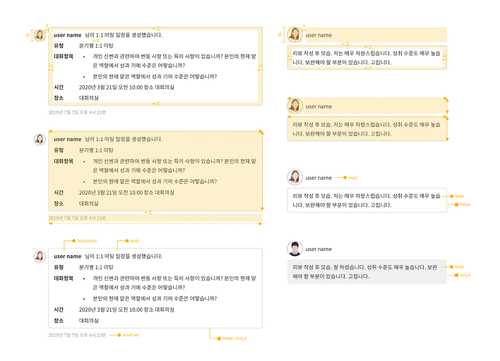 user name 님이 1:1 미팅 일정을 생성했습니다.
유형 분기별 1:1 미팅
대화항목 • 개인 신변과 관련하여 변동 사항 또는 특이 사항이 있습니까? 본인의 현재 맡
은 역할에서 성과 기여 수준은 어떻습니까?
• 본인의 현재 맡은 역할에서 성과 기여 수준은 어떻습니까?
시간 2020년 3월 21일 오전 10:00 장소 대회의실
장소 대회의실
2020년 7월 7일 오후 4시 22분
user name 님이 1:1 미팅 일정을 생성했습니다.
유형 분기별 1:1 미팅
대화항목 • 개인 신변과 관련하여 변동 사항 또는 특이 사항이 있습니까? 본인의 현재 맡
은 역할에서 성과 기여 수준은 어떻습니까?
• 본인의 현재 맡은 역할에서 성과 기여 수준은 어떻습니까?
시간 2020년 3월 21일 오전 10:00 장소 대회의실
장소 대회의실
2020년 7월 7일 오후 4시 22분
user name 님이 1:1 미팅 일정을 생성했습니다.
유형 분기별 1:1 미팅
대화항목 • 개인 신변과 관련하여 변동 사항 또는 특이 사항이 있습니까? 본인의 현재 맡
은 역할에서 성과 기여 수준은 어떻습니까?
• 본인의 현재 맡은 역할에서 성과 기여 수준은 어떻습니까?
시간 2020년 3월 21일 오전 10:00 장소 대회의실
장소 대회의실
2020년 7월 7일 오후 4시 22분
user name
리뷰 작성 후 모습, 저는 매우 자랑스럽습니다. 성취 수준도 매우 높습
니다. 보완해야 할 부분이 있습니다. 고칩니다.
user name
리뷰 작성 후 모습, 저는 매우 자랑스럽습니다. 성취 수준도 매우 높습
니다. 보완해야 할 부분이 있습니다. 고칩니다.
user name
리뷰 작성 후 모습, 저는 매우 자랑스럽습니다. 성취 수준도 매우 높습
니다. 보완해야 할 부분이 있습니다. 고칩니다.
user name
리뷰 작성 후 모습, 잘 하셨습니다. 성취 수준도 매우 높습니다. 보완
해야 할 부분이 있습니다. 고칩니다.